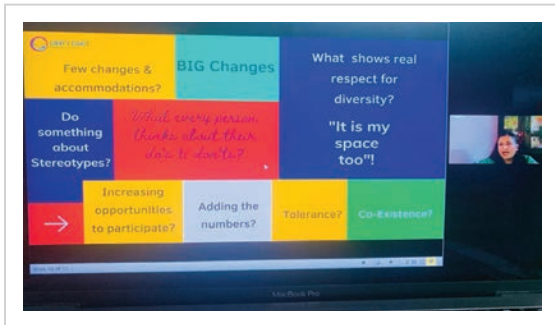 Few changes &
accommodations?
BIG Changes
What shows real
respect for
diversity?
"It is my
space
too"!
Do
something
about
Stereotypes?
What every person
thinks about their
do's & don'ts?
Increasing
opportunities
to participate?
Adding the
numbers?
Tolerance?
Co-Existence?
MacBook Pro